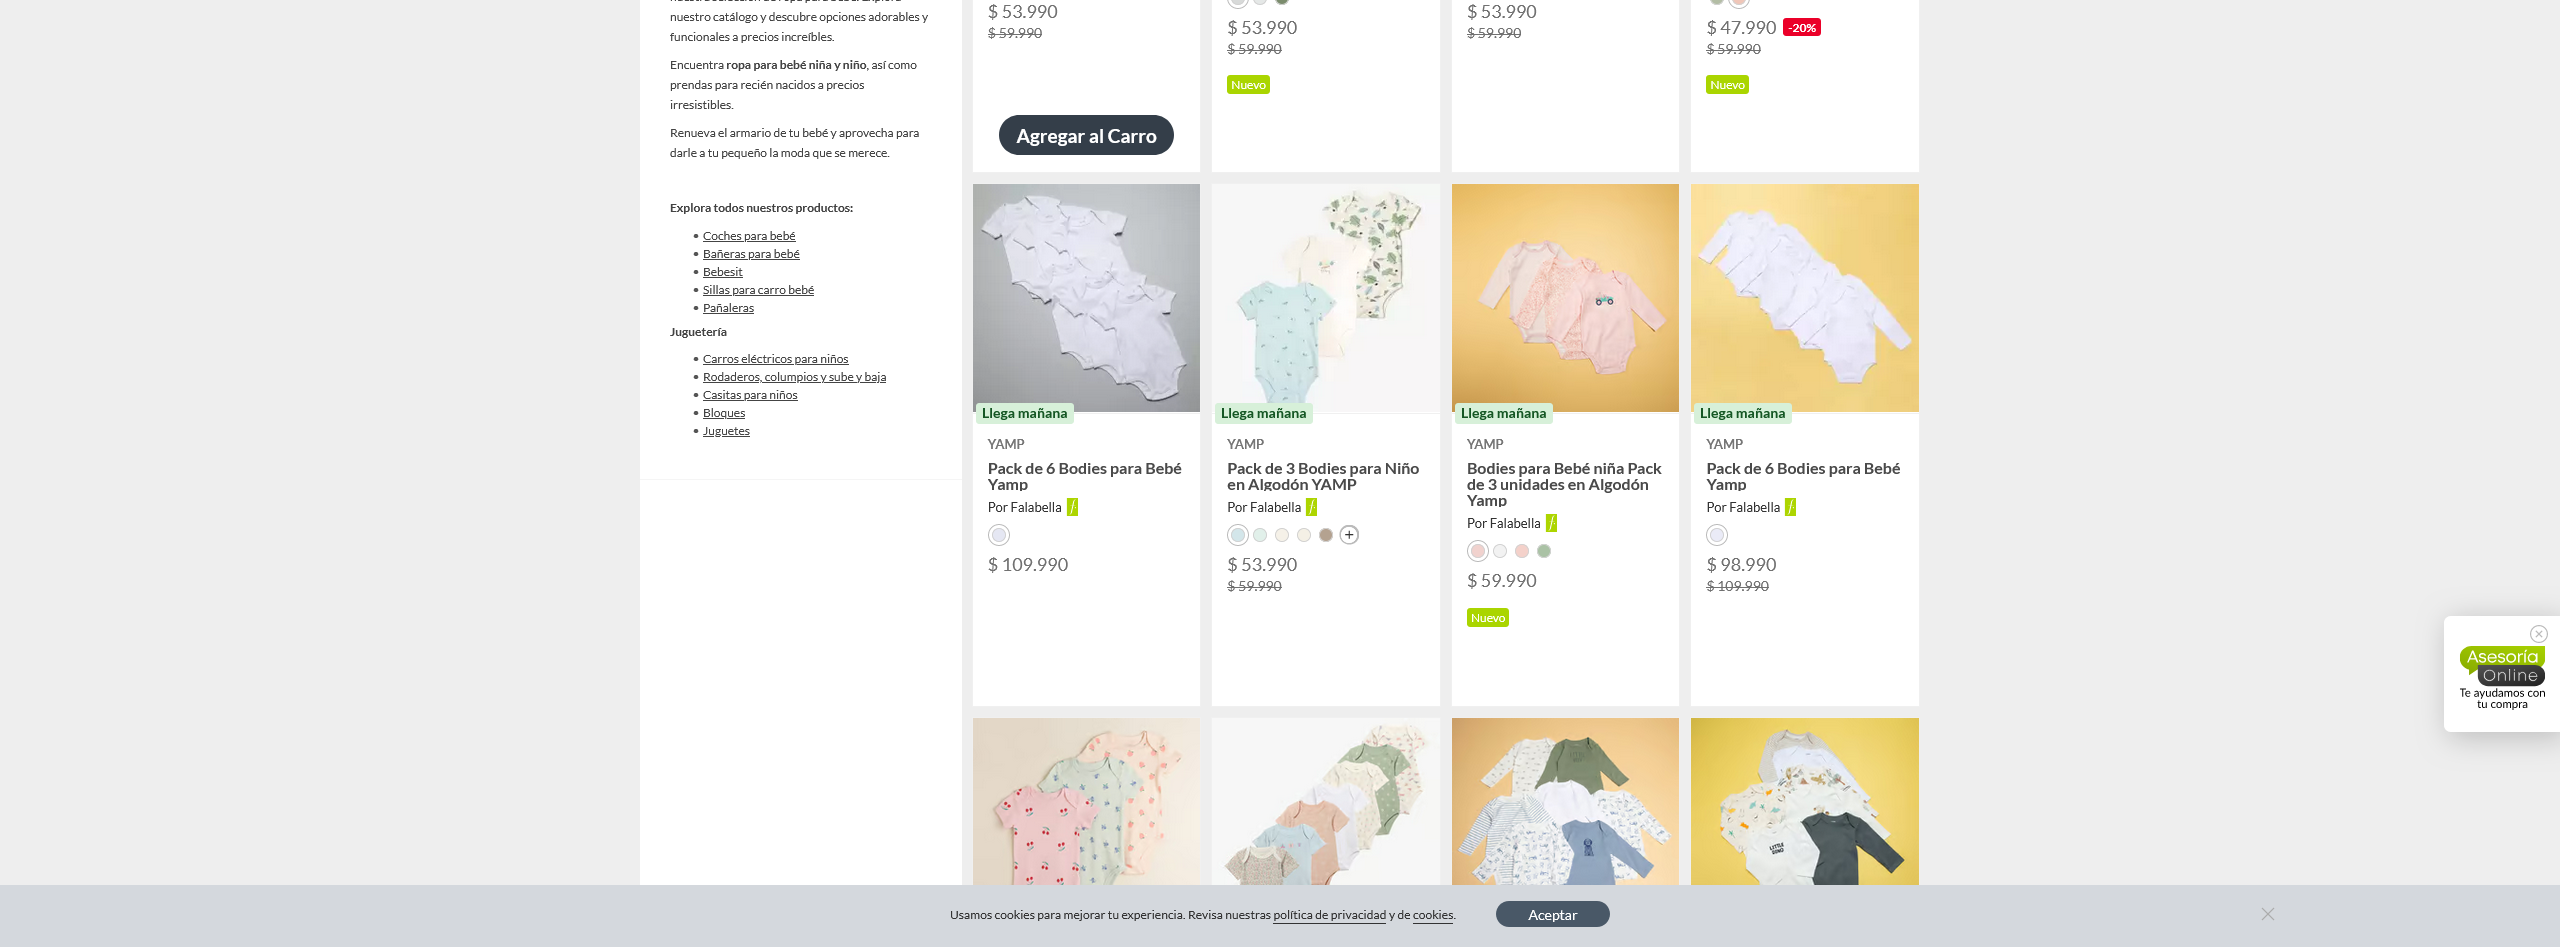 nuestro catálogo y descubre opciones adorables y
funcionales a precios increíbles.
Encuentra ropa para bebé niña y niño, así como
prendas para recién nacidos a precios
irresistibles.
Renueva el armario de tu bebé y aprovecha para
darle a tu pequeño la moda que se merece.
Explora todos nuestros productos:
• Coches para bebé
• Bañeras para bebé
• Bebesit
• Sillas para carro bebé
• Pañaleras
Juguetería
• Carros eléctricos para niños
• Rodaderos, columpios y sube y baja
• Casitas para niños
• Bloques
• Juguetes
$ 53.990
$ 59.990
Agregar al Carro
$ 53.990
$ 59.990
Nuevo
$ 53.990
$ 59.990
$ 47.990 -20%
$ 59.990
Nuevo
Llega mañana
YAMP
Pack de 6 Bodies para Bebé
Yamp
Por Falabella
$ 109.990
Llega mañana
YAMP
Pack de 3 Bodies para Niño
en Algodón YAMP
Por Falabella
+
$ 53.990
$ 59.990
Llega mañana
YAMP
Bodies para Bebé niña Pack
de 3 unidades en Algodón
Yamp
Por Falabella
$ 59.990
Nuevo
Llega mañana
YAMP
Pack de 6 Bodies para Bebé
Yamp
Por Falabella
$ 98.990
$ 109.990
Asesoría
Online
Te ayudamos con
tu compra
Usamos cookies para mejorar tu experiencia. Revisa nuestras política de privacidad y de cookies.
Aceptar